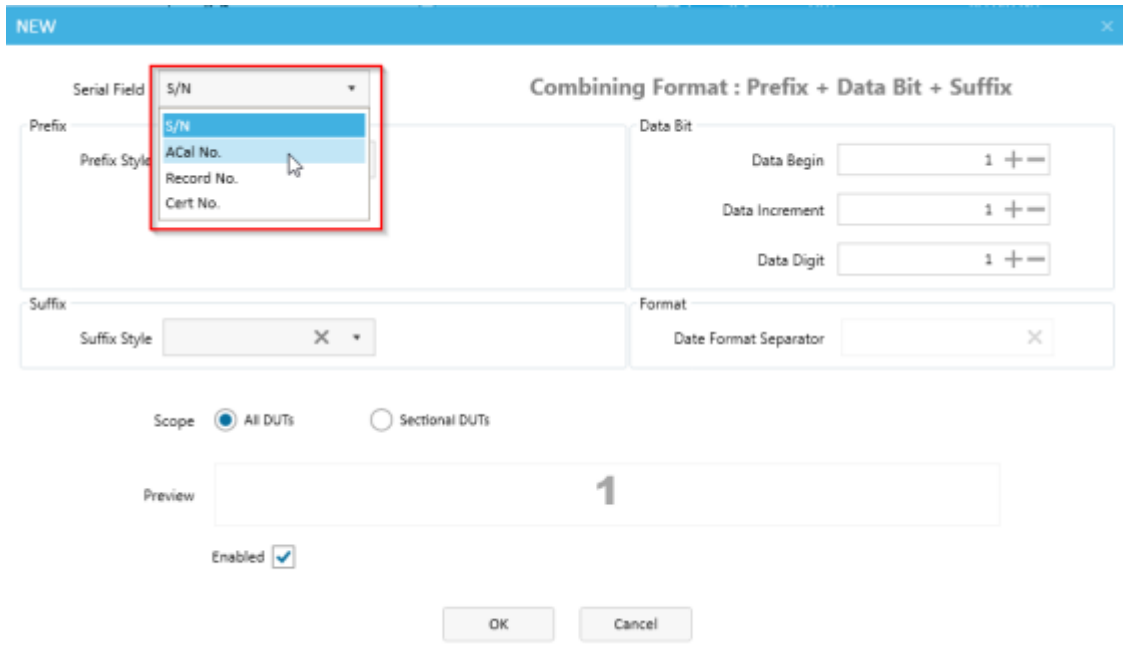 NEW
Serial Field S/N
Combining Format : Prefix + Data Bit + Suffix
S/N
ACal No.
Record No.
Cert No.
Prefix
Prefix Style
Data Bit
Data Begin 1
Data Increment 1
Data Digit 1
Suffix
Suffix Style
Format
Date Format Separator
Scope All DUTs Sectional DUTs
Preview 1
Enabled
OK Cancel